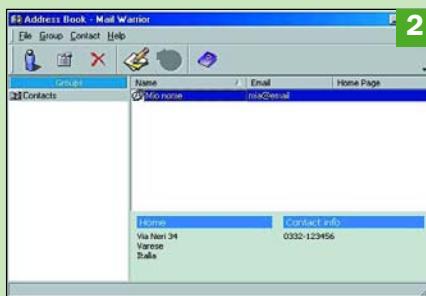 Address Book - Mail Warrior
2
File Group Contact Help
Groups
Name / Email Home Page
Contacts
Mio nome mia@email
Home Contact info
Via Neri 34 0332-123456
Varese
Italia